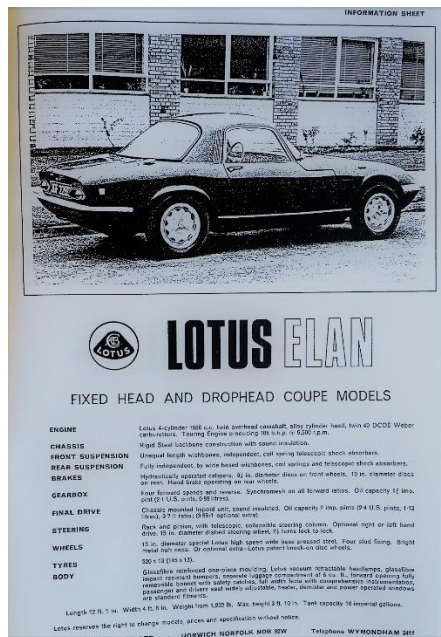 INFORMATION SHEET
LOTUS
LOTUS ELAN
FIXED HEAD AND DROPHEAD COUPE MODELS
ENGINE Lotus 4-cylinder 1558 c.c. twin overhead camshaft, alloy cylinder head, twin 40 DCOE Weber
carburetters. Touring Engine producing 105 b.h.p. at 5,500 r.p.m.
CHASSIS Rigid Steel backbone construction with sound insulation.
FRONT SUSPENSION Unequal length wishbones, independent, coil spring telescopic shock absorbers.
REAR SUSPENSION Fully independent, by wide based wishbones, coil springs and telescopic shock absorbers.
BRAKES Hydraulically operated calipers. 9½ in. diameter discs on front wheels. 10 in. diameter discs
on rear. Hand brake operating on rear wheels.
GEARBOX Four forward speeds and reverse. Synchromesh on all forward ratios. Oil capacity imp.
pint (2·1 U.S. pints, 0·99 litres).
FINAL DRIVE Chassis mounted hypoid unit, sound insulated. Oil capacity 2 imp. pints (2·4 U.S. pints, 1·13
litres), 3·7:1 ratio; optional extra).
STEERING Rack and pinion, with telescopic, collapsible steering column. Optional right or left hand
drive, 15 in. diameter dished steering wheel, turns lock to lock.
WHEELS 13 in. diameter special Lotus high speed wide base pressed steel. Four stud fixing. Bright
metal hub caps. Or optional extra—Lotus patent knock-on disc wheels.
TYRES 520 x 13 (145 x 13).
BODY Glassfibre reinforced one-piece moulding, Lotus vacuum retractable headlamps, glassfibre
impact resistant bumpers, separate luggage compartment of 6 cu. ft., forward opening fully
removable bonnet with safety catches, full width facia with comprehensive instrumentation,
passenger and drivers seat widely adjustable, heater, demister and power operated windows
are standard fitments.
Length 12 ft. 1 in. Width 4 ft. 8 in. Weight from lb. Max. height 3 ft. 10 in. Tank capacity 10 imperial gallons.
Lotus reserves the right to change models, prices and specification without notice.
NORWICH NORFOLK NOR 92W Telephone WYMONDHAM 3411